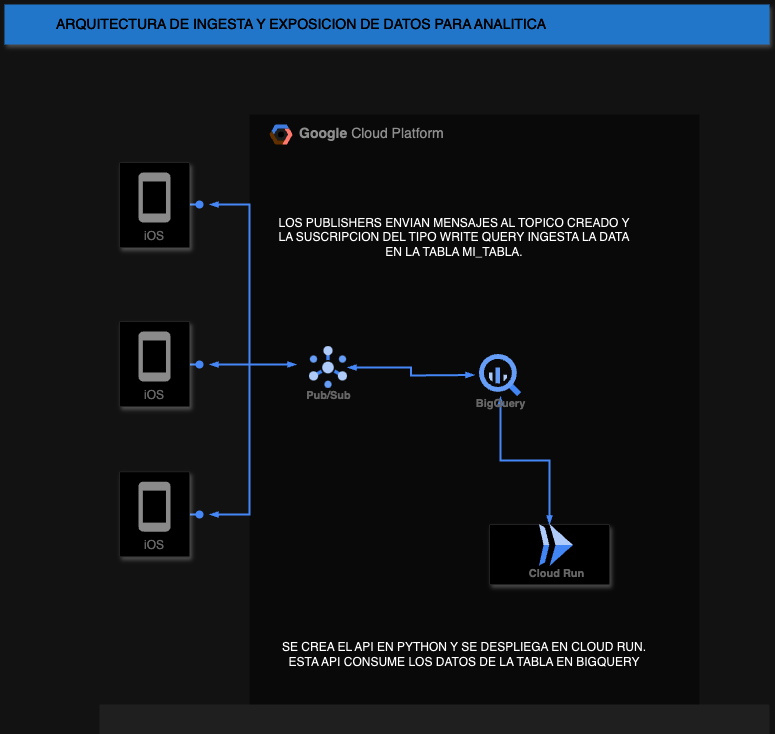 ARQUITECTURA DE INGESTA Y EXPOSICION DE DATOS PARA ANALITICA
Google Cloud Platform
iOS
LOS PUBLISHERS ENVIAN MENSAJES AL TOPICO CREADO Y
LA SUSCRIPCION DEL TIPO WRITE QUERY INGESTA LA DATA
EN LA TABLA MI_TABLA.
iOS
Pub/Sub
BigQuery
iOS
Cloud Run
SE CREA EL API EN PYTHON Y SE DESPLIEGA EN CLOUD RUN.
ESTA API CONSUME LOS DATOS DE LA TABLA EN BIGQUERY